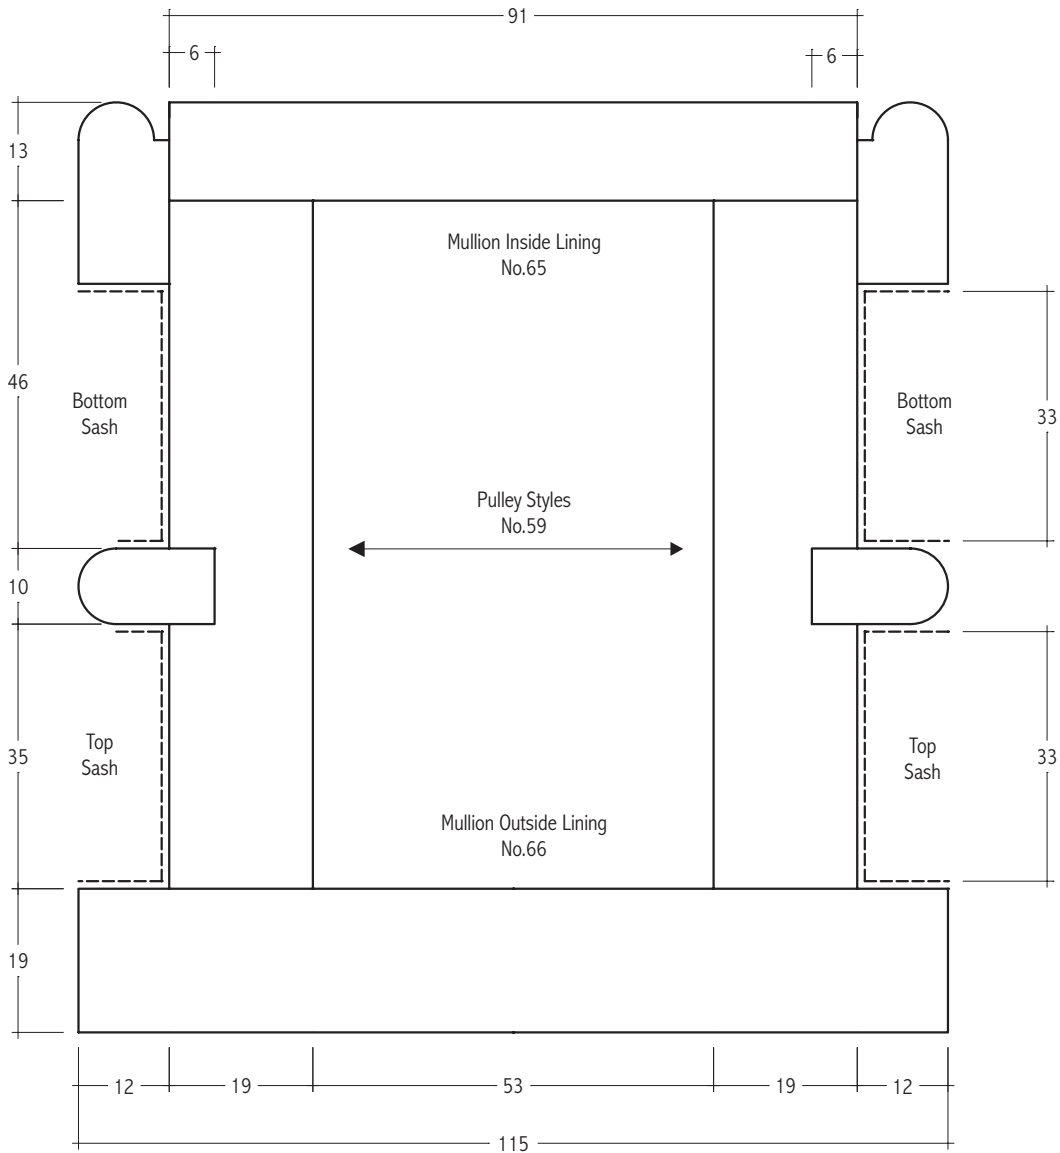 91
6
6
13
Mullion Inside Lining
No.65
46
Bottom
Sash
Bottom
Sash
33
Pulley Styles
No.59
10
Top
Sash
Top
Sash
35
33
Mullion Outside Lining
No.66
19
12
19
53
19
12
115